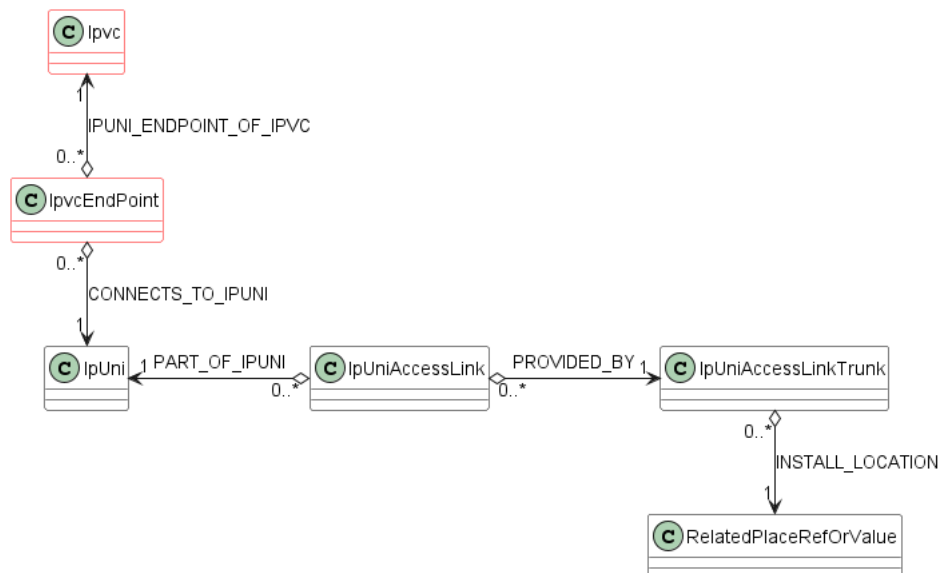 C Ipvc
1
IPUNI_ENDPOINT_OF_IPVC
0..*
C IpvcEndPoint
0..*
CONNECTS_TO_IPUNI
1
C IpUni 1 PART_OF_IPUNI 0..* C IpUniAccessLink 0..* PROVIDED_BY 1 C IpUniAccessLinkTrunk
0..*
INSTALL_LOCATION
1
C RelatedPlaceRefOrValue